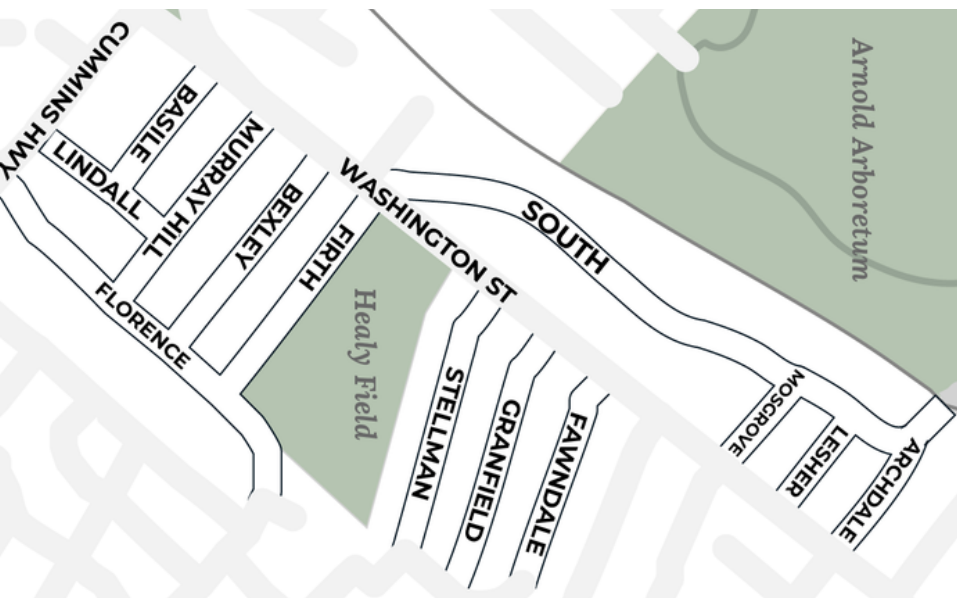 CUMMINS HWY
BASILE
LINDALL
MURRAY HILL
BEXLEY
FIRTH
FLORENCE
WASHINGTON ST
SOUTH
Arnold Arboretum
Healy Field
STELLMAN
GRANFIELD
FAWNDALE
MOSGROVE
LESHER
ARCHDALE